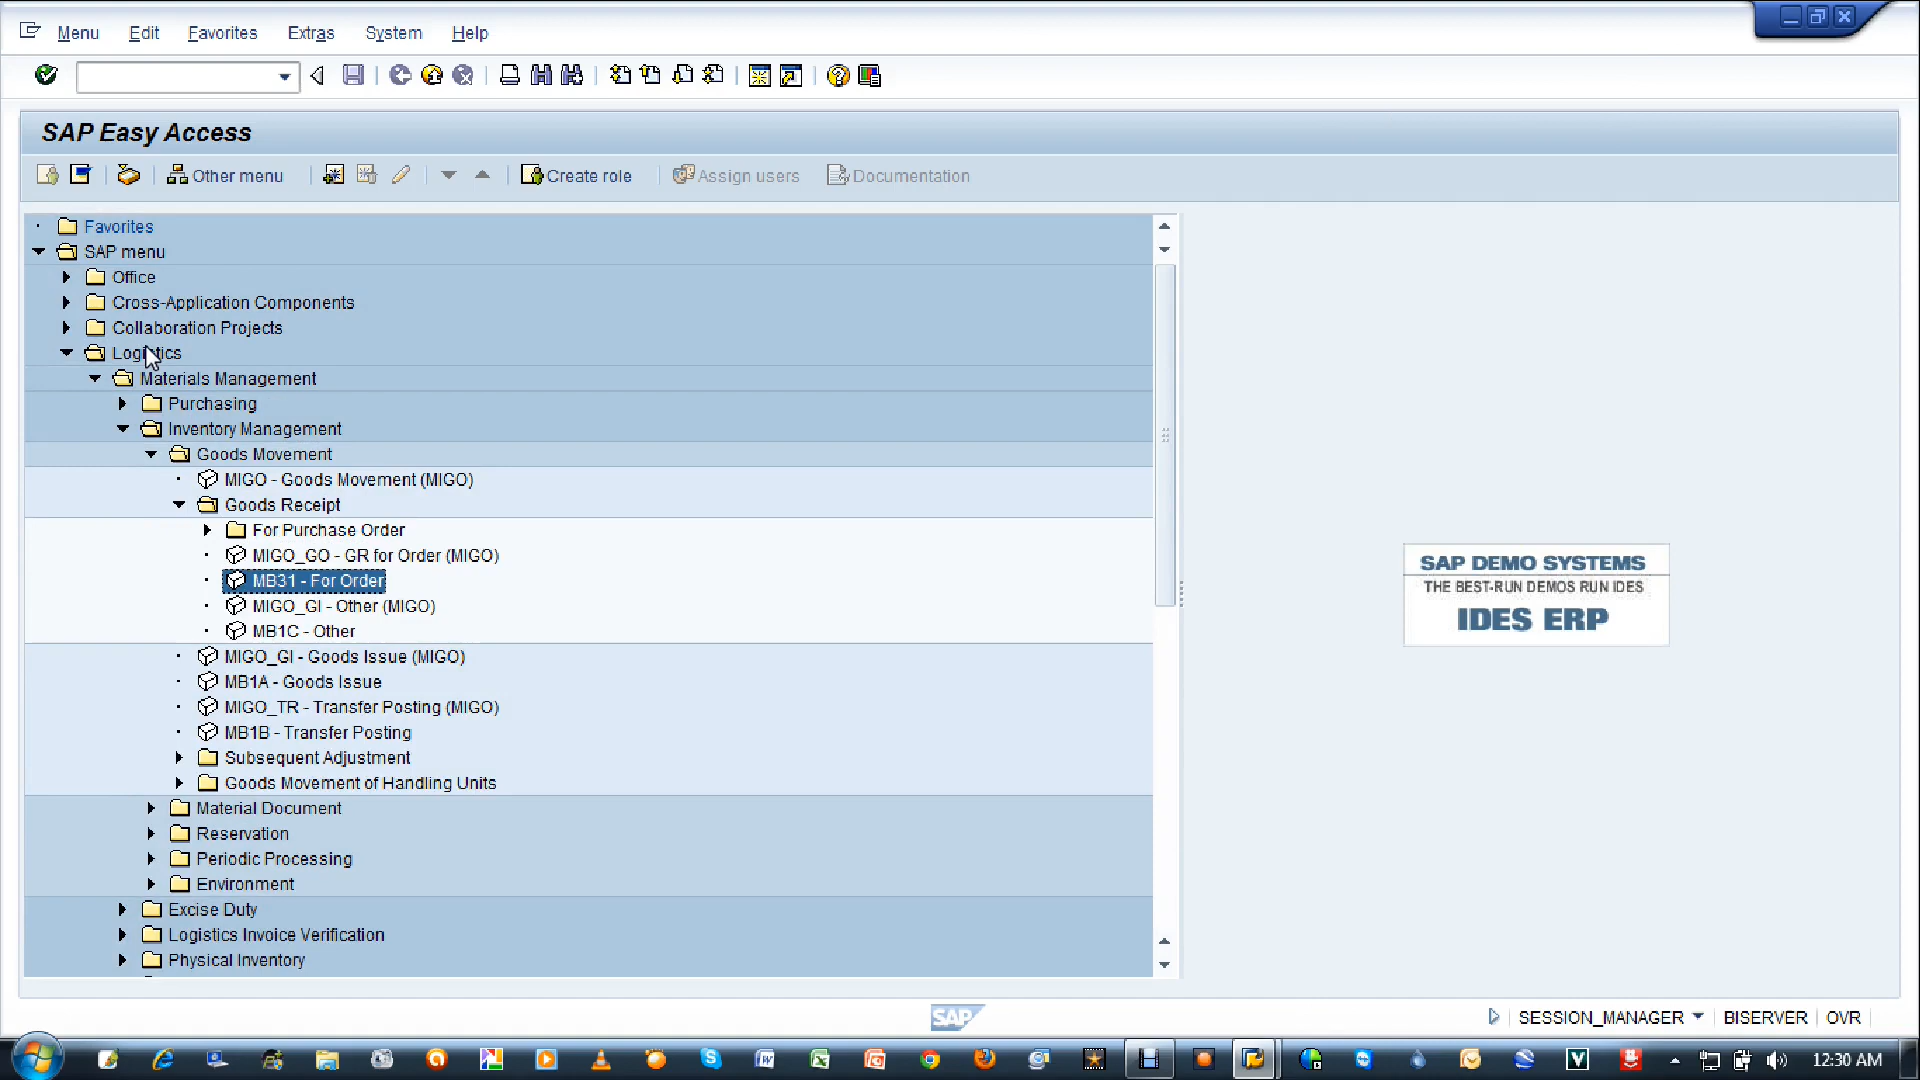 Menu Edit Favorites Extras System Help
SAP Easy Access
Other menu Create role Assign users Documentation
Favorites
SAP menu
Office
Cross-Application Components
Collaboration Projects
Logistics
Materials Management
Purchasing
Inventory Management
Goods Movement
MIGO - Goods Movement (MIGO)
Goods Receipt
For Purchase Order
MIGO_GO - GR for Order (MIGO)
MB31 - For Order
MIGO_GI - Other (MIGO)
MB1C - Other
MIGO_GI - Goods Issue (MIGO)
MB1A - Goods Issue
MIGO_TR - Transfer Posting (MIGO)
MB1B - Transfer Posting
Subsequent Adjustment
Goods Movement of Handling Units
Material Document
Reservation
Periodic Processing
Environment
Excise Duty
Logistics Invoice Verification
Physical Inventory
SAP DEMO SYSTEMS
THE BEST-RUN DEMOS RUN IDES
IDES ERP
SAP
SESSION_MANAGER BISERVER OVR
12:30 AM